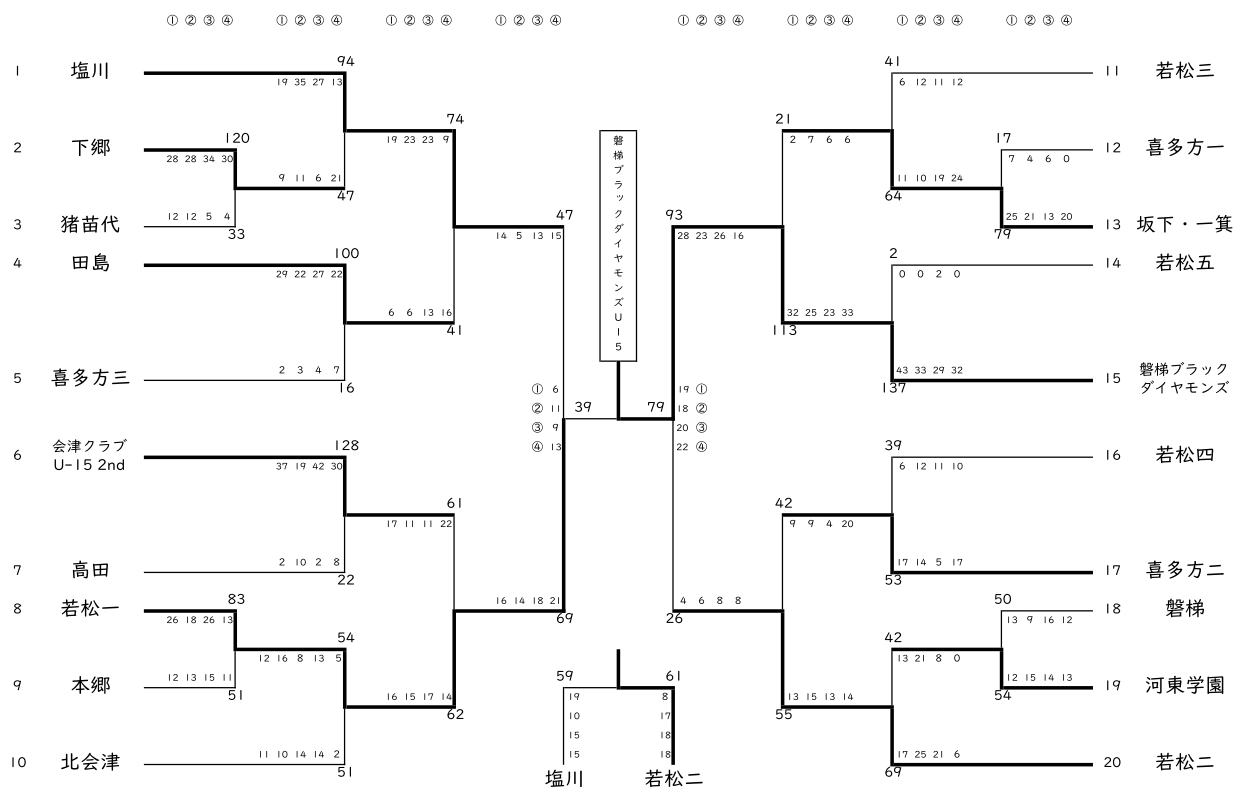 ① ② ③ ④ ① ② ③ ④ ① ② ③ ④ ① ② ③ ④ ① ② ③ ④ ① ② ③ ④ ① ② ③ ④ ① ② ③ ④
1 塩川
94
19 35 27 13
2 下郷
120
28 28 34 30
9 11 6 21
47
3 猪苗代
12 12 5 4
33
74
19 23 23 9
4 田島
100
29 22 27 22
6 6 13 16
41
5 喜多方三
2 3 4 7
16
47
14 5 13 15
6 会津クラブ
U-15 2nd
128
37 19 42 30
61
17 11 11 22
7 高田
2 10 2 8
22
8 若松一
83
26 18 26 13
54
12 16 8 13 5
9 本郷
12 13 15 11
51
16 15 17 14
62
10 北会津
11 10 14 14 2
51
16 14 18 21
69
磐梯ブラックダイヤモンズU15
① 6
② 11
③ 9
④ 13
39
79
19 ①
18 ②
20 ③
22 ④
59
19
10
15
15
塩川
61
8
17
18
18
若松二
93
28 23 26 16
21
2 7 6 6
41
6 12 11 12
11 若松三
17
7 4 6 0
12 喜多方一
11 10 19 24
64
25 21 13 20
79
13 坂下・一箕
2
0 0 2 0
14 若松五
32 25 23 33
113
43 33 29 32
137
15 磐梯ブラック
ダイヤモンズ
39
6 12 11 10
16 若松四
42
9 9 4 20
17 14 5 17
53
17 喜多方二
4 6 8 8
26
50
13 9 16 12
18 磐梯
42
13 21 8 0
12 15 14 13
54
19 河東学園
13 15 13 14
55
17 25 21 6
69
20 若松二